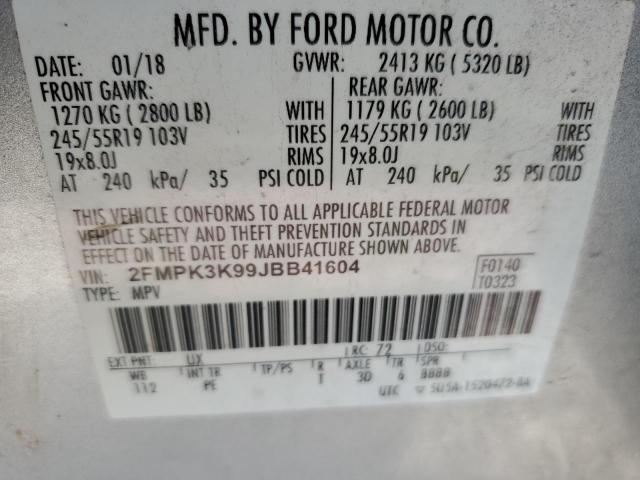 MFD. BY FORD MOTOR CO.
DATE: 01/18 GVWR: 2413 KG ( 5320 LB)
FRONT GAWR: REAR GAWR:
1270 KG ( 2800 LB) WITH 1179 KG ( 2600 LB) WITH
245/55R19 103V TIRES 245/55R19 103V TIRES
19x8.0J RIMS 19x8.0J RIMS
AT 240 kPa/ 35 PSI COLD AT 240 kPa/ 35 PSI COLD
THIS VEHICLE CONFORMS TO ALL APPLICABLE FEDERAL MOTOR
VEHICLE SAFETY AND THEFT PREVENTION STANDARDS IN
EFFECT ON THE DATE OF MANUFACTURE SHOWN ABOVE.
VIN: 2FMPK3K99JBB41604 F0140
TYPE: MPV T0323
EXT PNT: UX RC: 72 DSO:
WB INT TR TP/PS R AXLE TR SPR
112 PE T 3D 6 8888
UTC